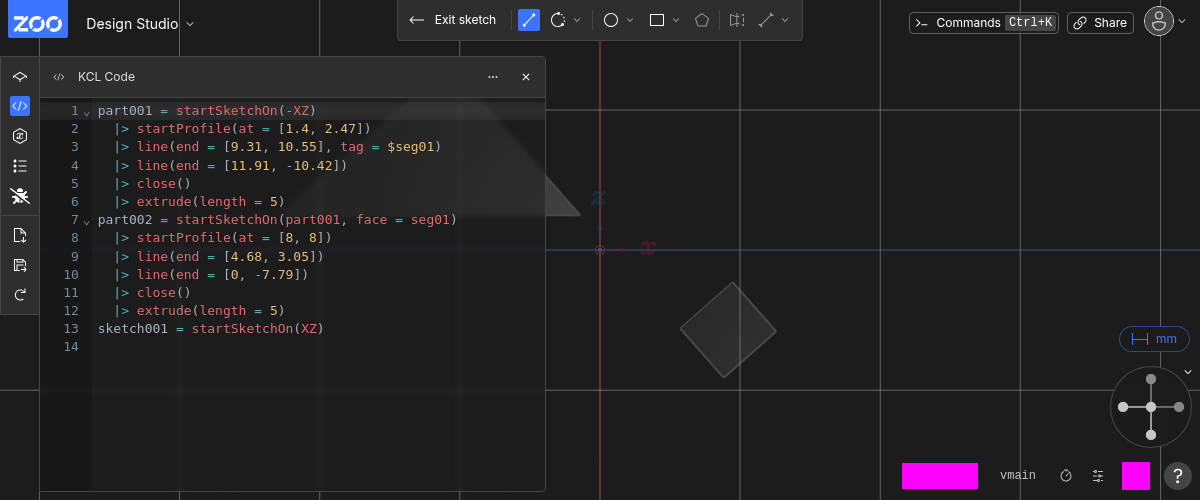 ZOO Design Studio
Exit sketch
Commands Ctrl+K
Share
KCL Code
1 part001 = startSketchOn(-XZ)
2 |> startProfile(at = [1.4, 2.47])
3 |> line(end = [9.31, 10.55], tag = $seg01)
4 |> line(end = [11.91, -10.42])
5 |> close()
6 |> extrude(length = 5)
7 part002 = startSketchOn(part001, face = seg01)
8 |> startProfile(at = [8, 8])
9 |> line(end = [4.68, 3.05])
10 |> line(end = [0, -7.79])
11 |> close()
12 |> extrude(length = 5)
13 sketch001 = startSketchOn(XZ)
14
z
x
mm
vmain
?